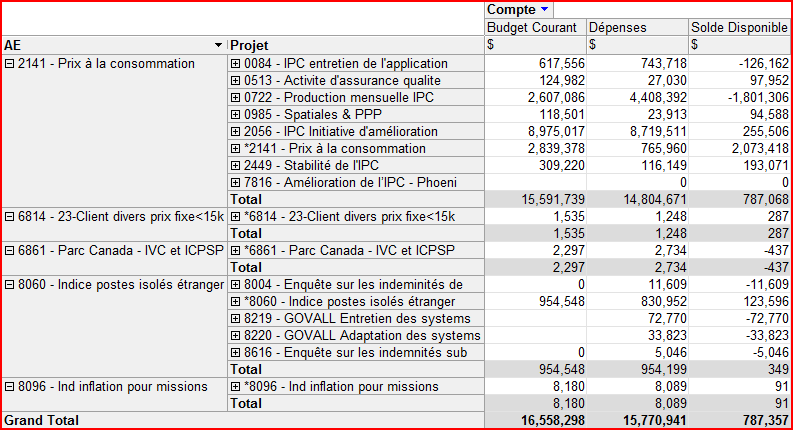 Compte
Budget Courant Dépenses Solde Disponible
AE Projet $ $ $
2141 - Prix à la consommation 0084 - IPC entretien de l'application 617,556 743,718 -126,162
0513 - Activite d'assurance qualite 124,982 27,030 97,952
0722 - Production mensuelle IPC 2,607,086 4,408,392 -1,801,306
0985 - Spatiales & PPP 118,501 23,913 94,588
2056 - IPC Initiative d'amélioration 8,975,017 8,719,511 255,506
*2141 - Prix à la consommation 2,839,378 765,960 2,073,418
2449 - Stabilité de l'IPC 309,220 116,149 193,071
7816 - Amélioration de l'IPC - Phoeni 0 0
Total 15,591,739 14,804,671 787,068
6814 - 23-Client divers prix fixe<15k *6814 - 23-Client divers prix fixe<15k 1,535 1,248 287
Total 1,535 1,248 287
6861 - Parc Canada - IVC et ICPSP *6861 - Parc Canada - IVC et ICPSP 2,297 2,734 -437
Total 2,297 2,734 -437
8060 - Indice postes isolés étranger 8004 - Enquête sur les indeminités de 0 11,609 -11,609
*8060 - Indice postes isolés étranger 954,548 830,952 123,596
8219 - GOVALL Entretien des systems 72,770 -72,770
8220 - GOVALL Adaptation des systems 33,823 -33,823
8616 - Enquête sur les indemnités sub 0 5,046 -5,046
Total 954,548 954,199 349
8096 - Ind inflation pour missions *8096 - Ind inflation pour missions 8,180 8,089 91
Total 8,180 8,089 91
Grand Total 16,558,298 15,770,941 787,357